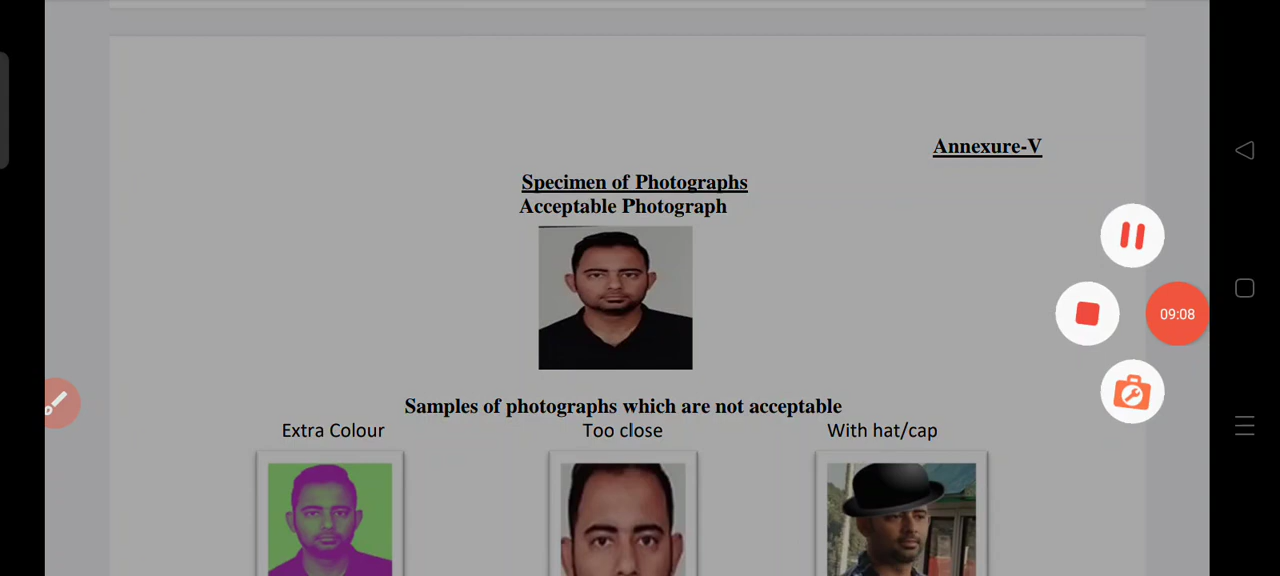 Annexure-V
Specimen of Photographs
Acceptable Photograph
Samples of photographs which are not acceptable
Extra Colour
Too close
With hat/cap
09:08